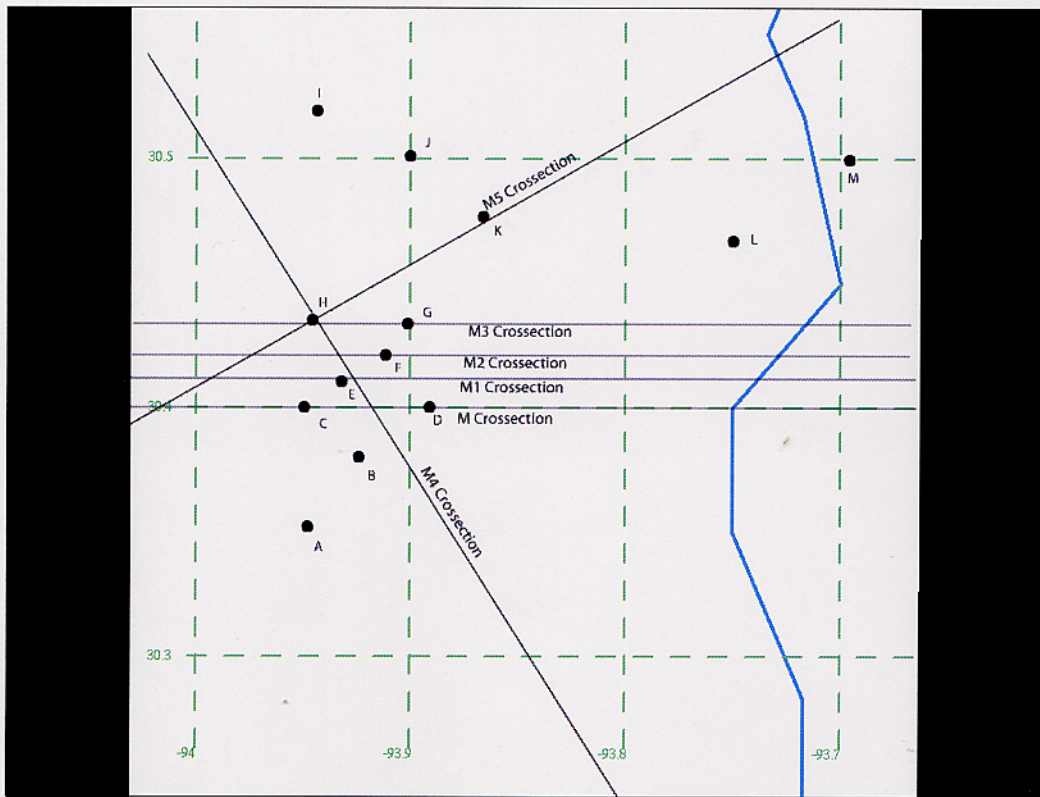 I
J
30.5
M5 Crossection
M
K
L
H
G
M3 Crossection
F
M2 Crossection
E
M1 Crossection
30.4
C
D
M Crossection
B
M4 Crossection
A
30.3
-94
-93.9
-93.8
-93.7